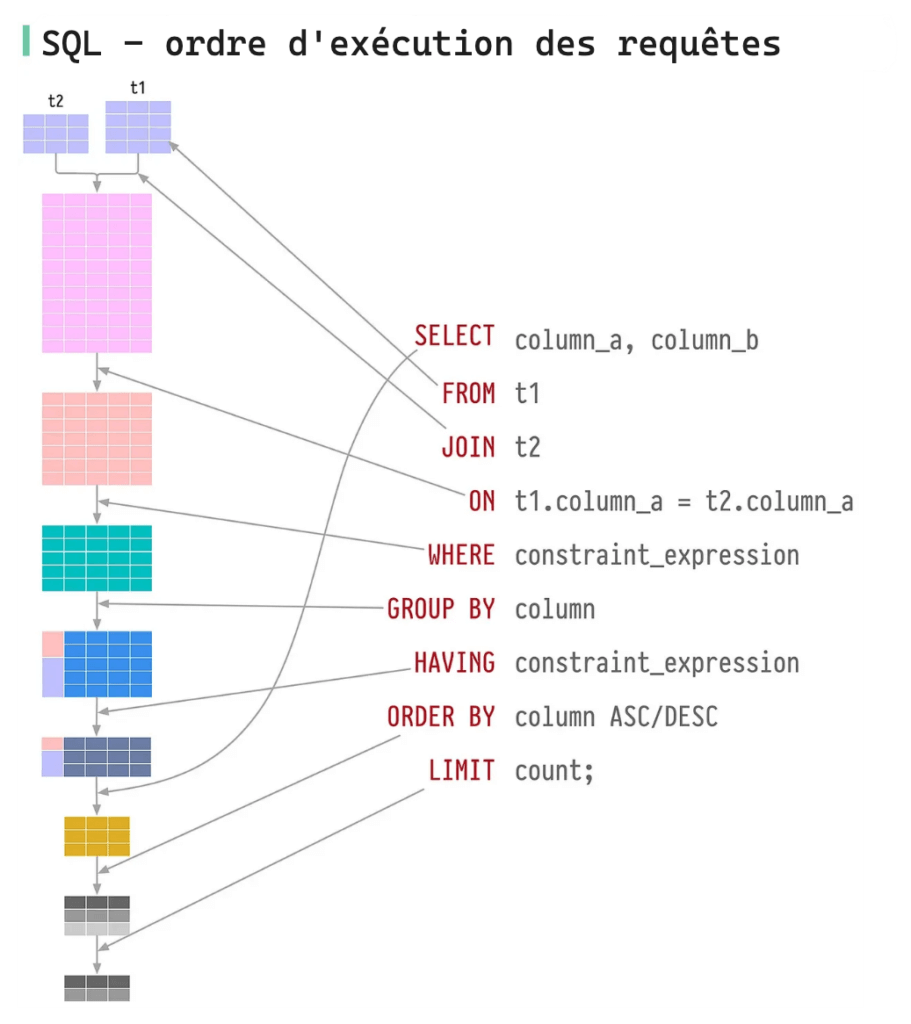 SQL – ordre d'exécution des requêtes
t2
t1
SELECT column_a, column_b
FROM t1
JOIN t2
ON t1.column_a = t2.column_a
WHERE constraint_expression
GROUP BY column
HAVING constraint_expression
ORDER BY column ASC/DESC
LIMIT count;